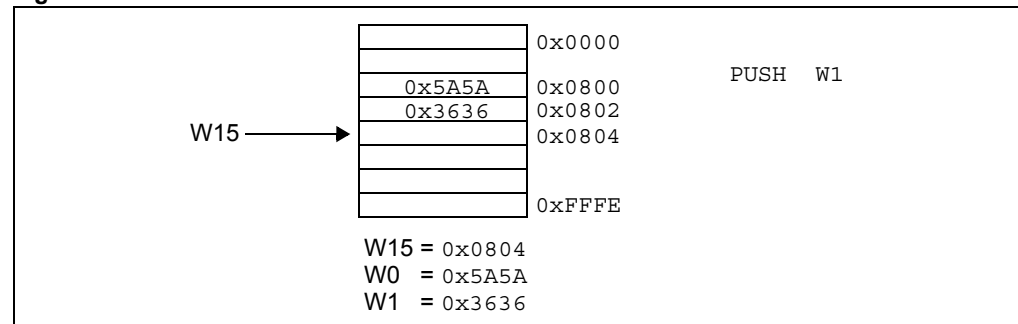 0x0000
PUSH W1
0x5A5A 0x0800
0x3636 0x0802
W15 0x0804
0xFFFE
W15 = 0x0804
W0 = 0x5A5A
W1 = 0x3636